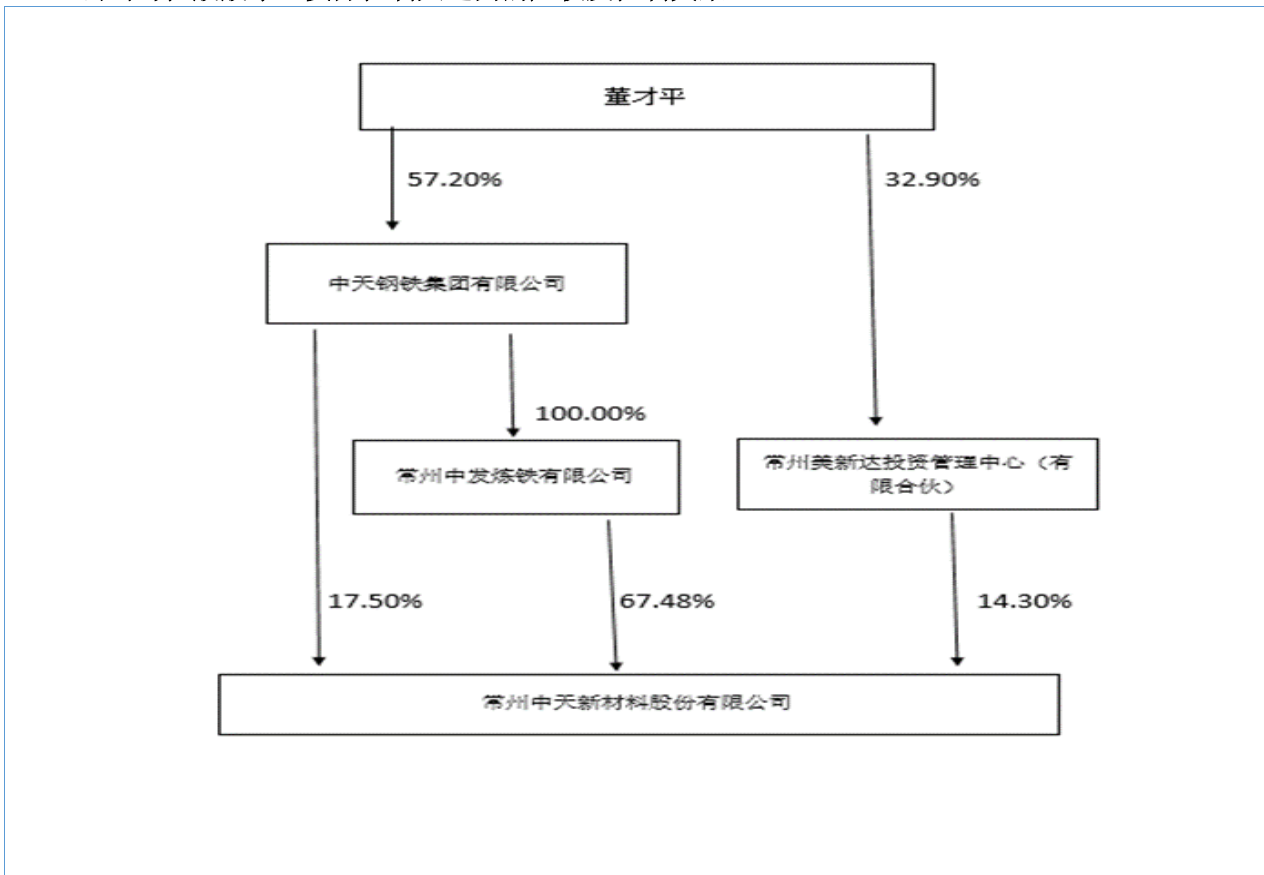 董才平
57.20%
32.90%
中天钢铁集团有限公司
100.00%
常州中发炼铁有限公司
常州美新达投资管理中心（有
限合伙）
17.50%
67.48%
14.30%
常州中天新材料股份有限公司